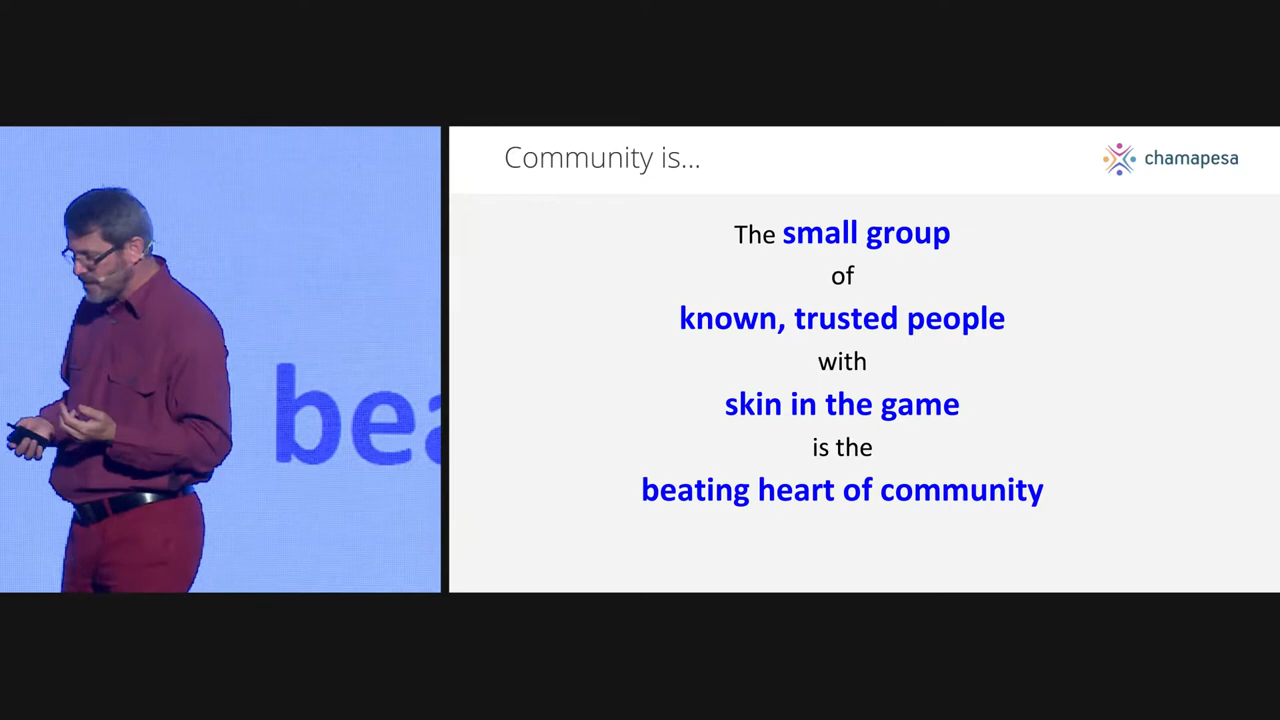 bea
Community is...
chamapesa
The small group
of
known, trusted people
with
skin in the game
is the
beating heart of community